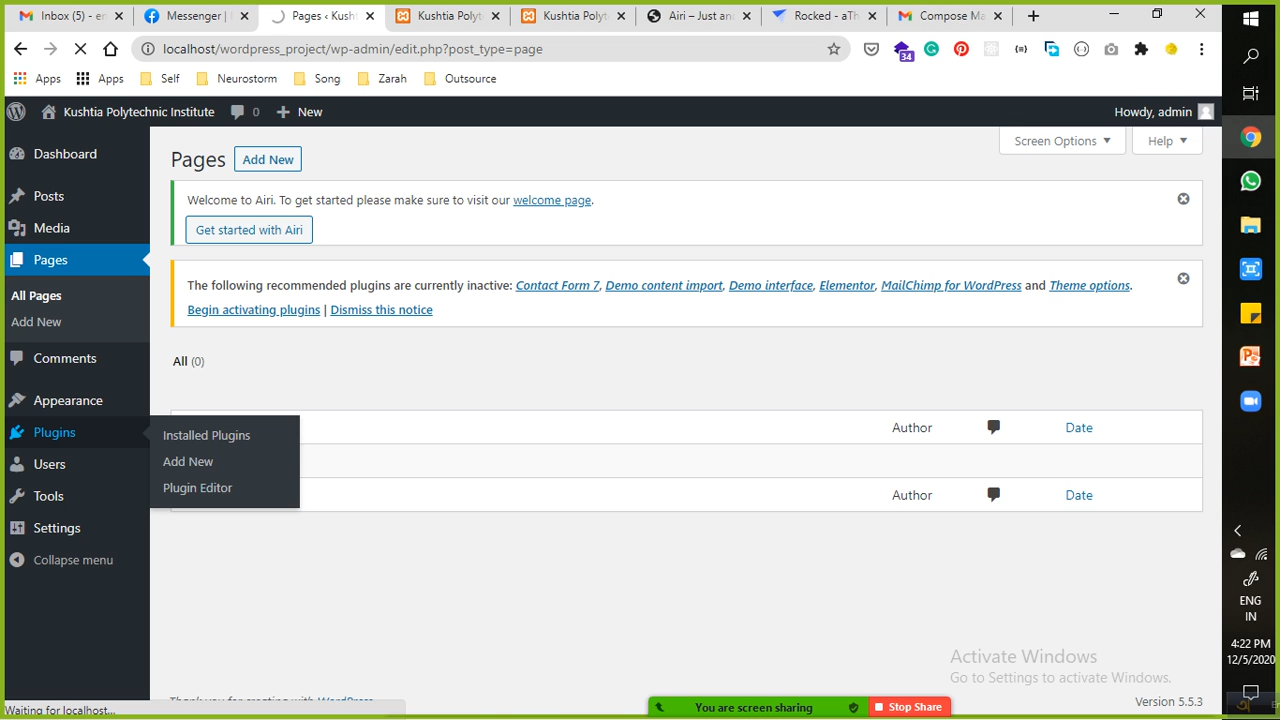 Inbox (5) - en
Messenger |
Pages ‹ Kusht
Kushtia Polyt
Kushtia Polyt
Airi – Just an
Rocked - aTh
Compose Ma
localhost/wordpress_project/wp-admin/edit.php?post_type=page
34
Apps
Apps
Self
Neurostorm
Song
Zarah
Outsource
Kushtia Polytechnic Institute
0
New
Howdy, admin
Dashboard
Posts
Media
Pages
All Pages
Add New
Comments
Appearance
Plugins
Users
Tools
Settings
Collapse menu
Installed Plugins
Add New
Plugin Editor
Screen Options
Help
Pages
Add New
Welcome to Airi. To get started please make sure to visit our welcome page.
Get started with Airi
The following recommended plugins are currently inactive: Contact Form 7, Demo content import, Demo interface, Elementor, MailChimp for WordPress and Theme options.
Begin activating plugins | Dismiss this notice
All (0)
Author
Date
Author
Date
Activate Windows
Go to Settings to activate Windows.
Version 5.5.3
Waiting for localhost...
You are screen sharing
Stop Share
ENG
IN
4:22 PM
12/5/2020